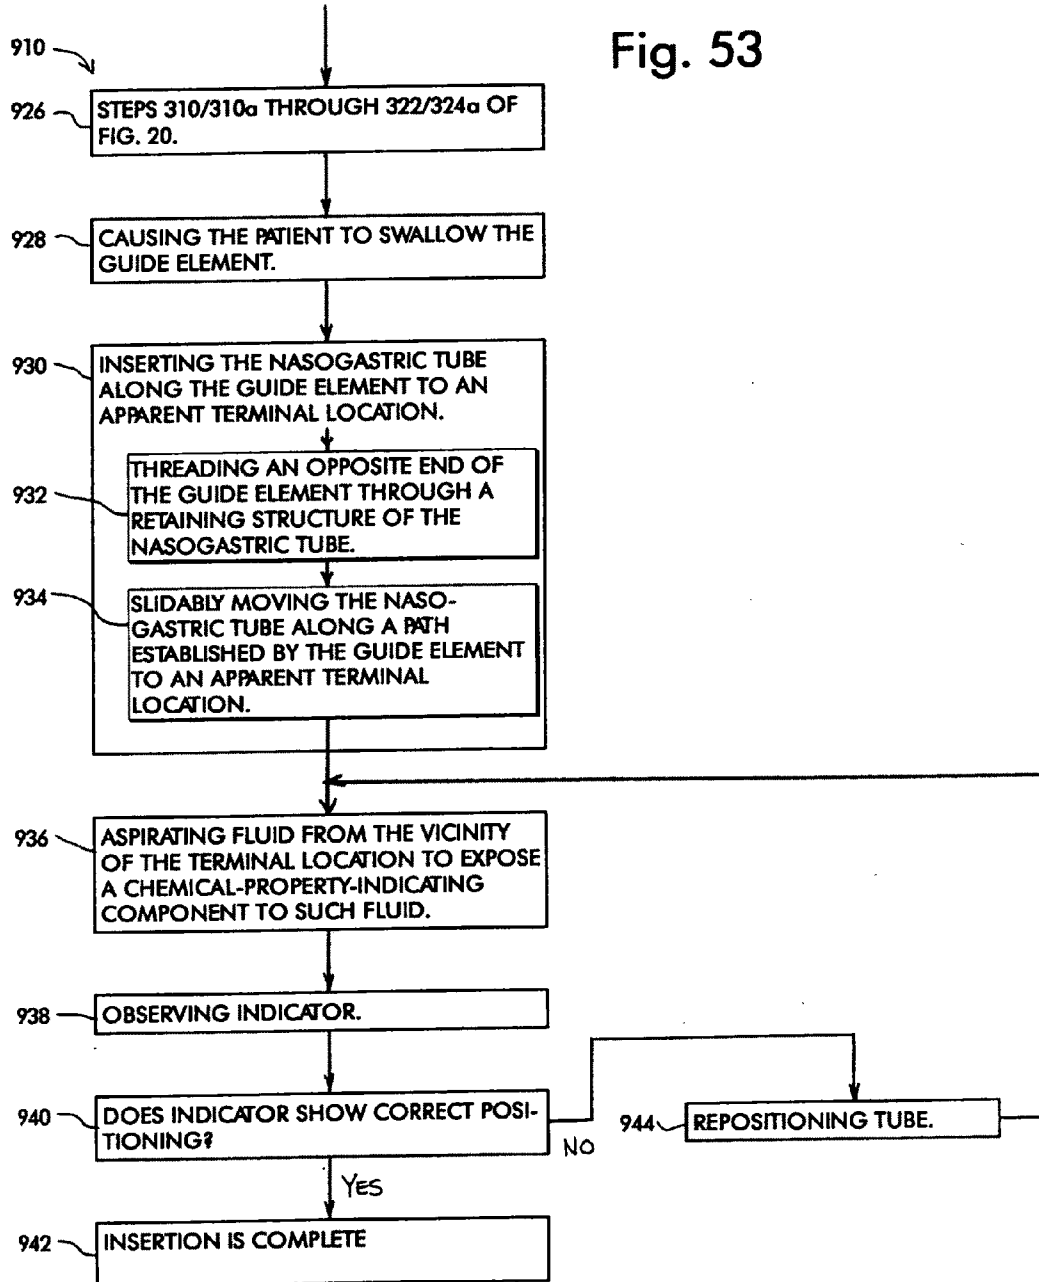 Fig. 53
910
926
STEPS 310/310a THROUGH 322/324a OF
FIG. 20.
928
CAUSING THE PATIENT TO SWALLOW THE
GUIDE ELEMENT.
930
INSERTING THE NASOGASTRIC TUBE
ALONG THE GUIDE ELEMENT TO AN
APPARENT TERMINAL LOCATION.
932
THREADING AN OPPOSITE END OF
THE GUIDE ELEMENT THROUGH A
RETAINING STRUCTURE OF THE
NASOGASTRIC TUBE.
934
SLIDABLY MOVING THE NASO-
GASTRIC TUBE ALONG A PATH
ESTABLISHED BY THE GUIDE ELEMENT
TO AN APPARENT TERMINAL
LOCATION.
936
ASPIRATING FLUID FROM THE VICINITY
OF THE TERMINAL LOCATION TO EXPOSE
A CHEMICAL-PROPERTY-INDICATING
COMPONENT TO SUCH FLUID.
938
OBSERVING INDICATOR.
940
DOES INDICATOR SHOW CORRECT POSI-
TIONING?
NO
944
REPOSITIONING TUBE.
YES
942
INSERTION IS COMPLETE